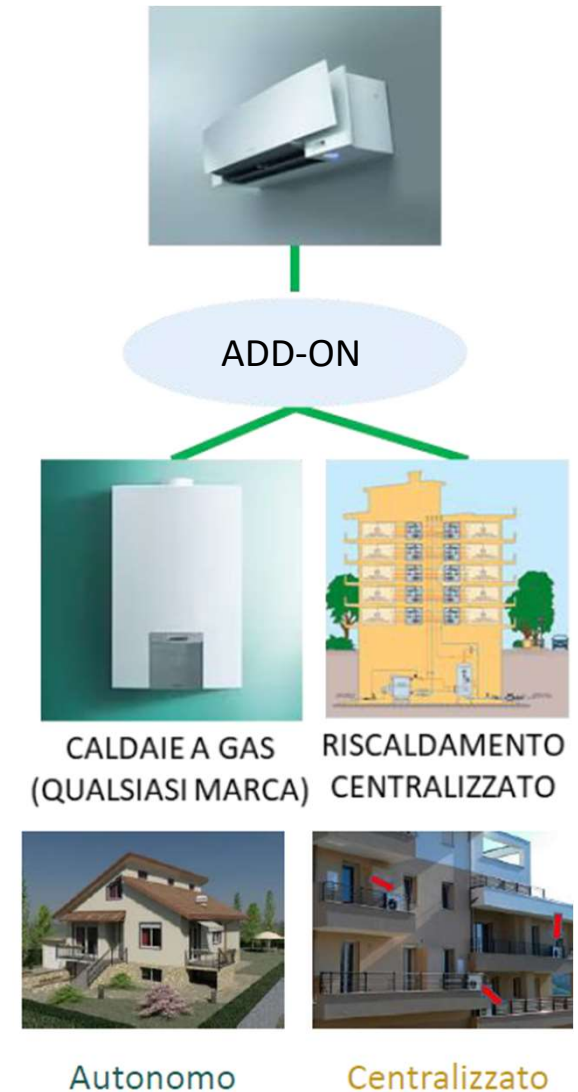 ADD-ON
CALDAIE A GAS
(QUALSIASI MARCA)
RISCALDAMENTO
CENTRALIZZATO
Autonomo
Centralizzato